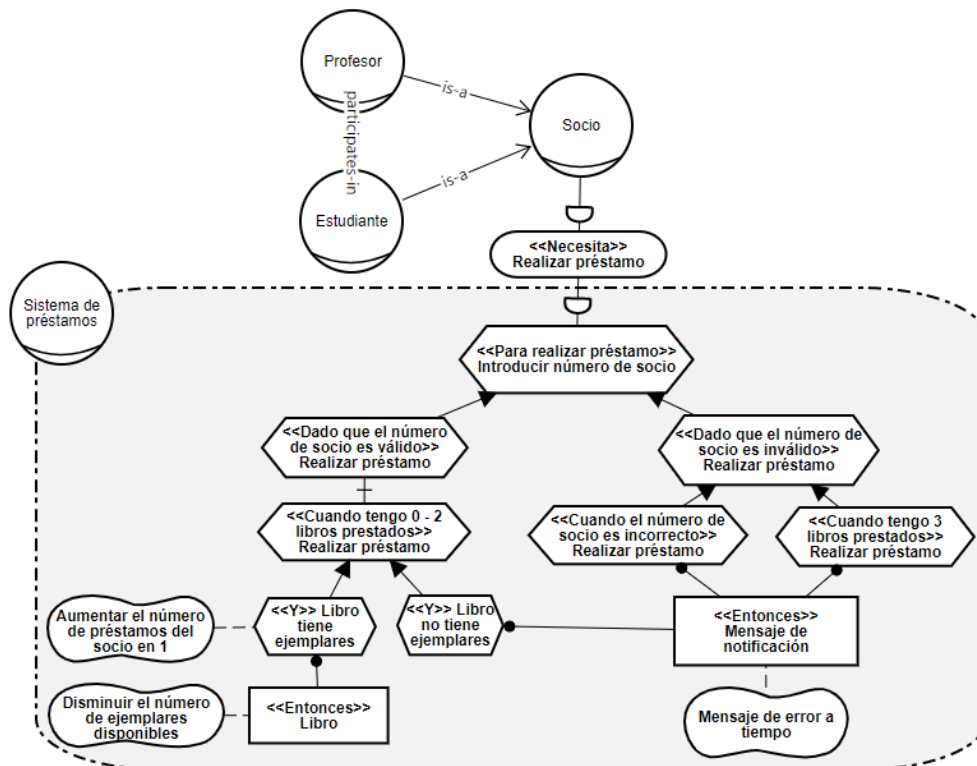 Profesor
is-a
participates-in
Socio
is-a
Estudiante
<<Necesita>>
Realizar préstamo
Sistema de
préstamos
<<Para realizar préstamo>>
Introducir número de socio
<<Dado que el número
de socio es válido>>
Realizar préstamo
<<Dado que el número de
socio es inválido>>
Realizar préstamo
<<Cuando tengo 0 - 2
libros prestados>>
Realizar préstamo
<<Cuando el número de
socio es incorrecto>>
Realizar préstamo
<<Cuando tengo 3
libros prestados>>
Realizar préstamo
Aumentar el número
de préstamos del
socio en 1
<<Y>> Libro
tiene
ejemplares
<<Y>> Libro
no tiene
ejemplares
<<Entonces>>
Mensaje de
notificación
Disminuir el número
de ejemplares
disponibles
<<Entonces>>
Libro
Mensaje de error a
tiempo